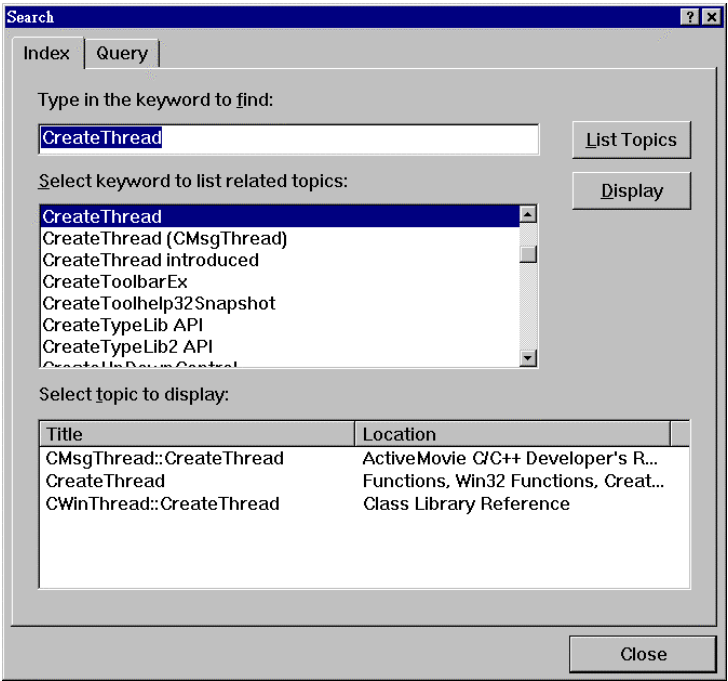 Search
Index Query
Type in the keyword to find:
CreateThread
List Topics
Select keyword to list related topics:
Display
CreateThread
CreateThread (CMsgThread)
CreateThread introduced
CreateToolbarEx
CreateToolhelp32Snapshot
CreateTypeLib API
CreateTypeLib2 API
CreateUpDownControl
Select topic to display:
Title Location
CMsgThread::CreateThread ActiveMovie C/C++ Developer's R...
CreateThread Functions, Win32 Functions, Creat...
CWinThread::CreateThread Class Library Reference
Close